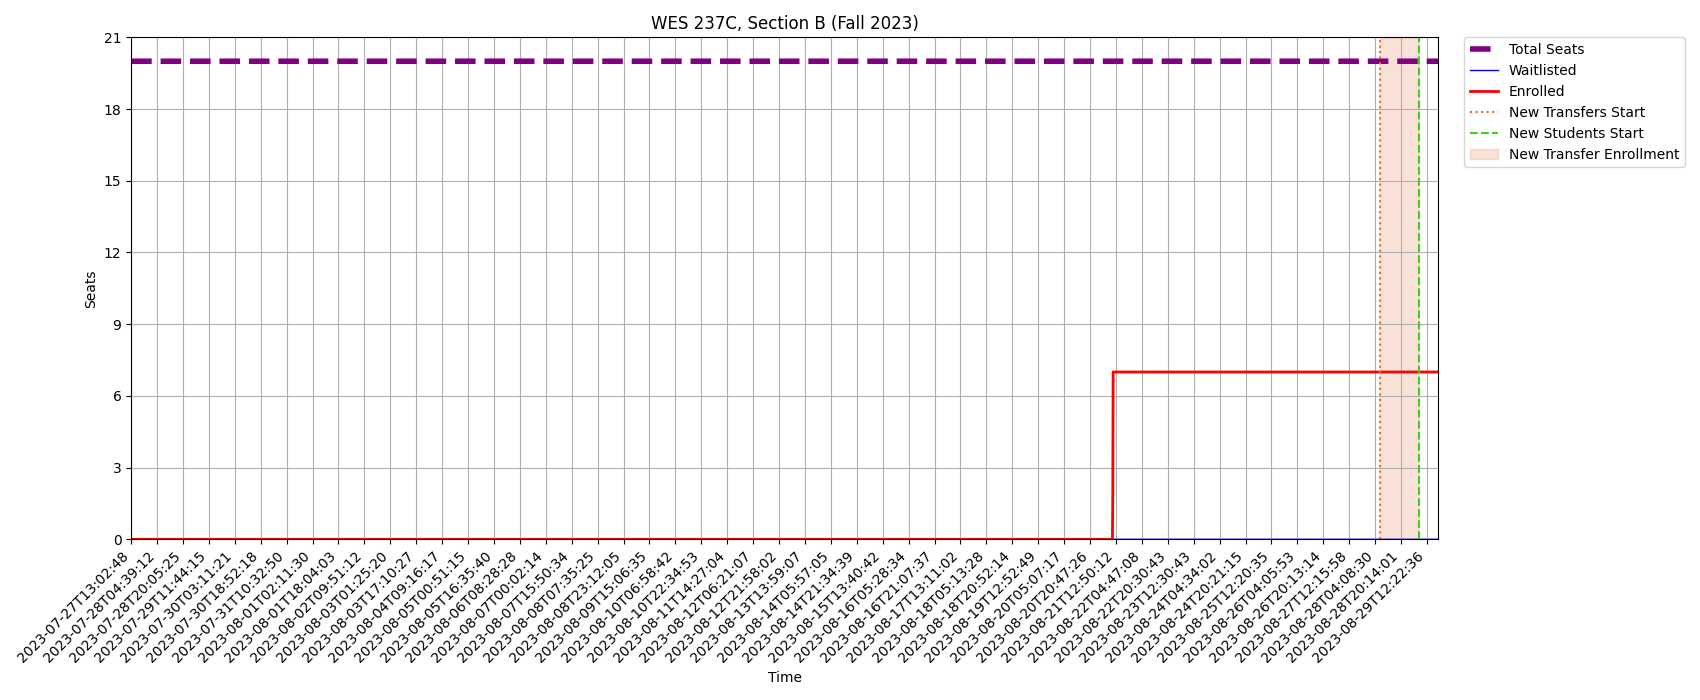 WES 237C, Section B (Fall 2023)
21
18
15
12
9
6
3
0
Seats
2023-07-27T13:02:48
2023-07-28T04:39:12
2023-07-28T20:05:25
2023-07-29T11:44:15
2023-07-30T03:11:21
2023-07-30T18:52:18
2023-07-31T10:32:50
2023-08-01T02:11:30
2023-08-01T18:04:03
2023-08-02T09:51:12
2023-08-03T01:25:20
2023-08-03T17:10:27
2023-08-04T09:16:17
2023-08-05T00:51:15
2023-08-05T16:35:40
2023-08-06T08:28:28
2023-08-07T00:02:14
2023-08-07T15:50:34
2023-08-08T07:35:25
2023-08-08T23:12:05
2023-08-09T15:06:35
2023-08-10T06:58:42
2023-08-10T22:34:53
2023-08-11T14:27:04
2023-08-12T06:21:07
2023-08-12T21:58:02
2023-08-13T13:59:07
2023-08-14T05:57:05
2023-08-14T21:34:39
2023-08-15T13:40:42
2023-08-16T05:28:34
2023-08-16T21:07:37
2023-08-17T13:11:02
2023-08-18T05:13:28
2023-08-18T20:52:14
2023-08-19T12:52:49
2023-08-20T05:07:17
2023-08-20T20:47:26
2023-08-21T12:50:12
2023-08-22T04:47:08
2023-08-22T20:30:43
2023-08-23T12:30:43
2023-08-24T04:34:02
2023-08-24T20:21:15
2023-08-25T12:20:35
2023-08-26T04:05:53
2023-08-26T20:13:14
2023-08-27T12:15:58
2023-08-28T04:08:30
2023-08-28T20:14:01
2023-08-29T12:22:36
Time
Total Seats
Waitlisted
Enrolled
New Transfers Start
New Students Start
New Transfer Enrollment